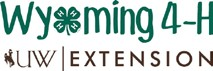 Wyoming 4-H
UW | EXTENSION